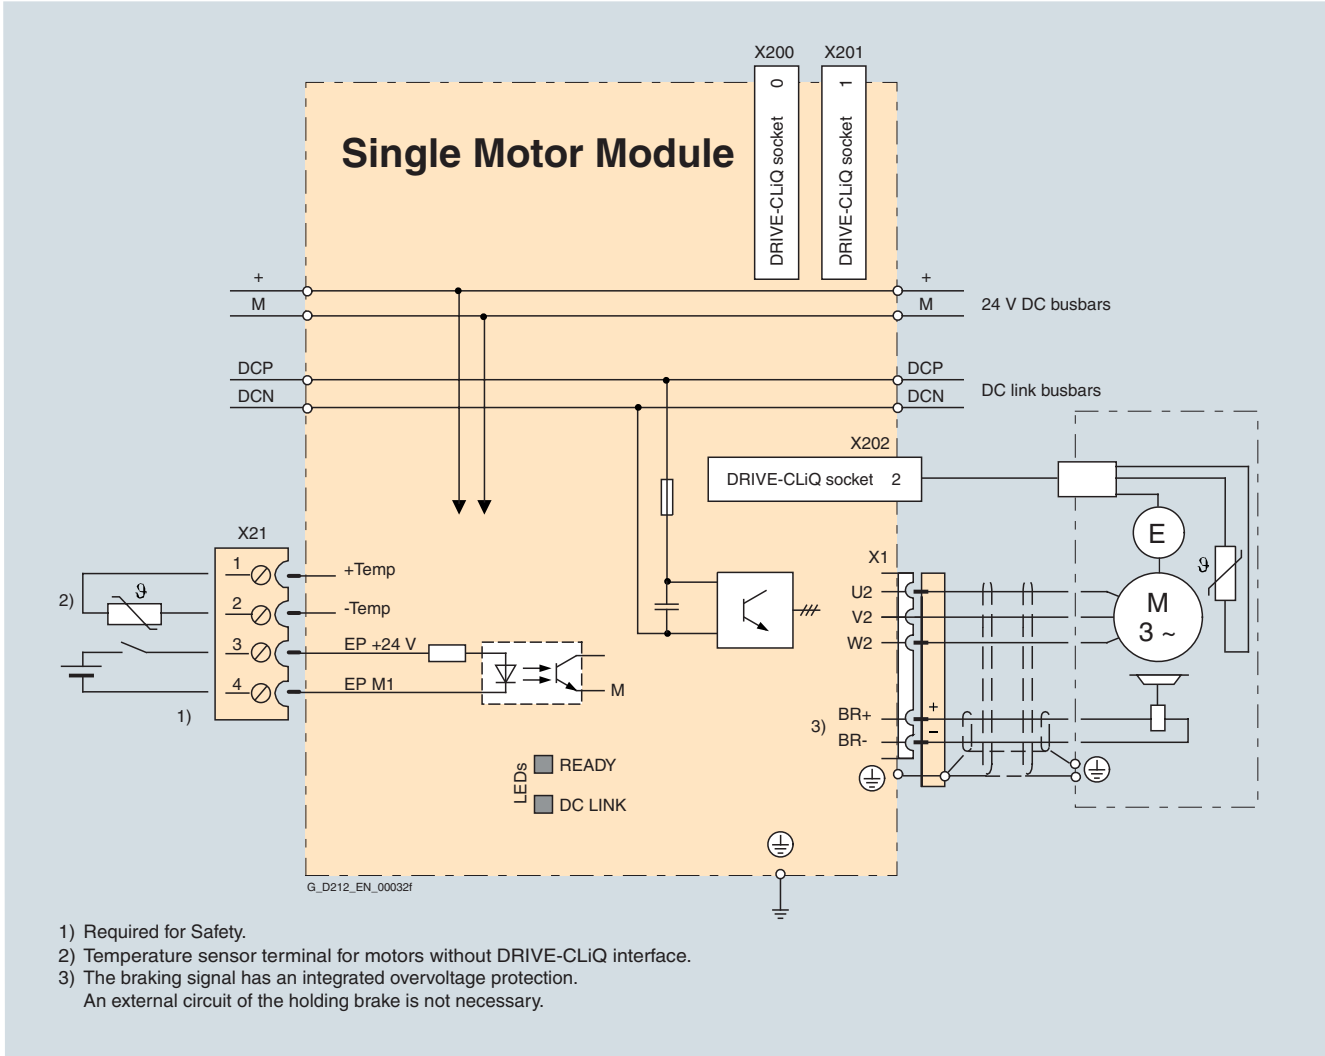 X200 X201
DRIVE-CLiQ socket 0
DRIVE-CLiQ socket 1
Single Motor Module
+ +
M M 24 V DC busbars
DCP DCP
DCN DCN DC link busbars
X202
DRIVE-CLiQ socket 2
X21
1 +Temp
2) ϑ
2 -Temp
3 EP +24 V
4 EP M1
1)
M
X1
U2
V2
W2
E
ϑ
M
3 ~
3) BR+ +
BR- −
LEDs
READY
DC LINK
G_D212_EN_00032f
1) Required for Safety.
2) Temperature sensor terminal for motors without DRIVE-CLiQ interface.
3) The braking signal has an integrated overvoltage protection.
An external circuit of the holding brake is not necessary.